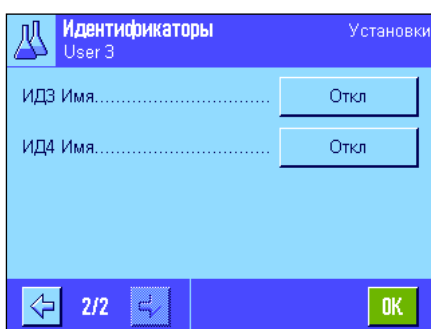 Идентификаторы Установки
User 3
ИД3 Имя................................ Откл
ИД4 Имя................................ Откл
2/2 OK